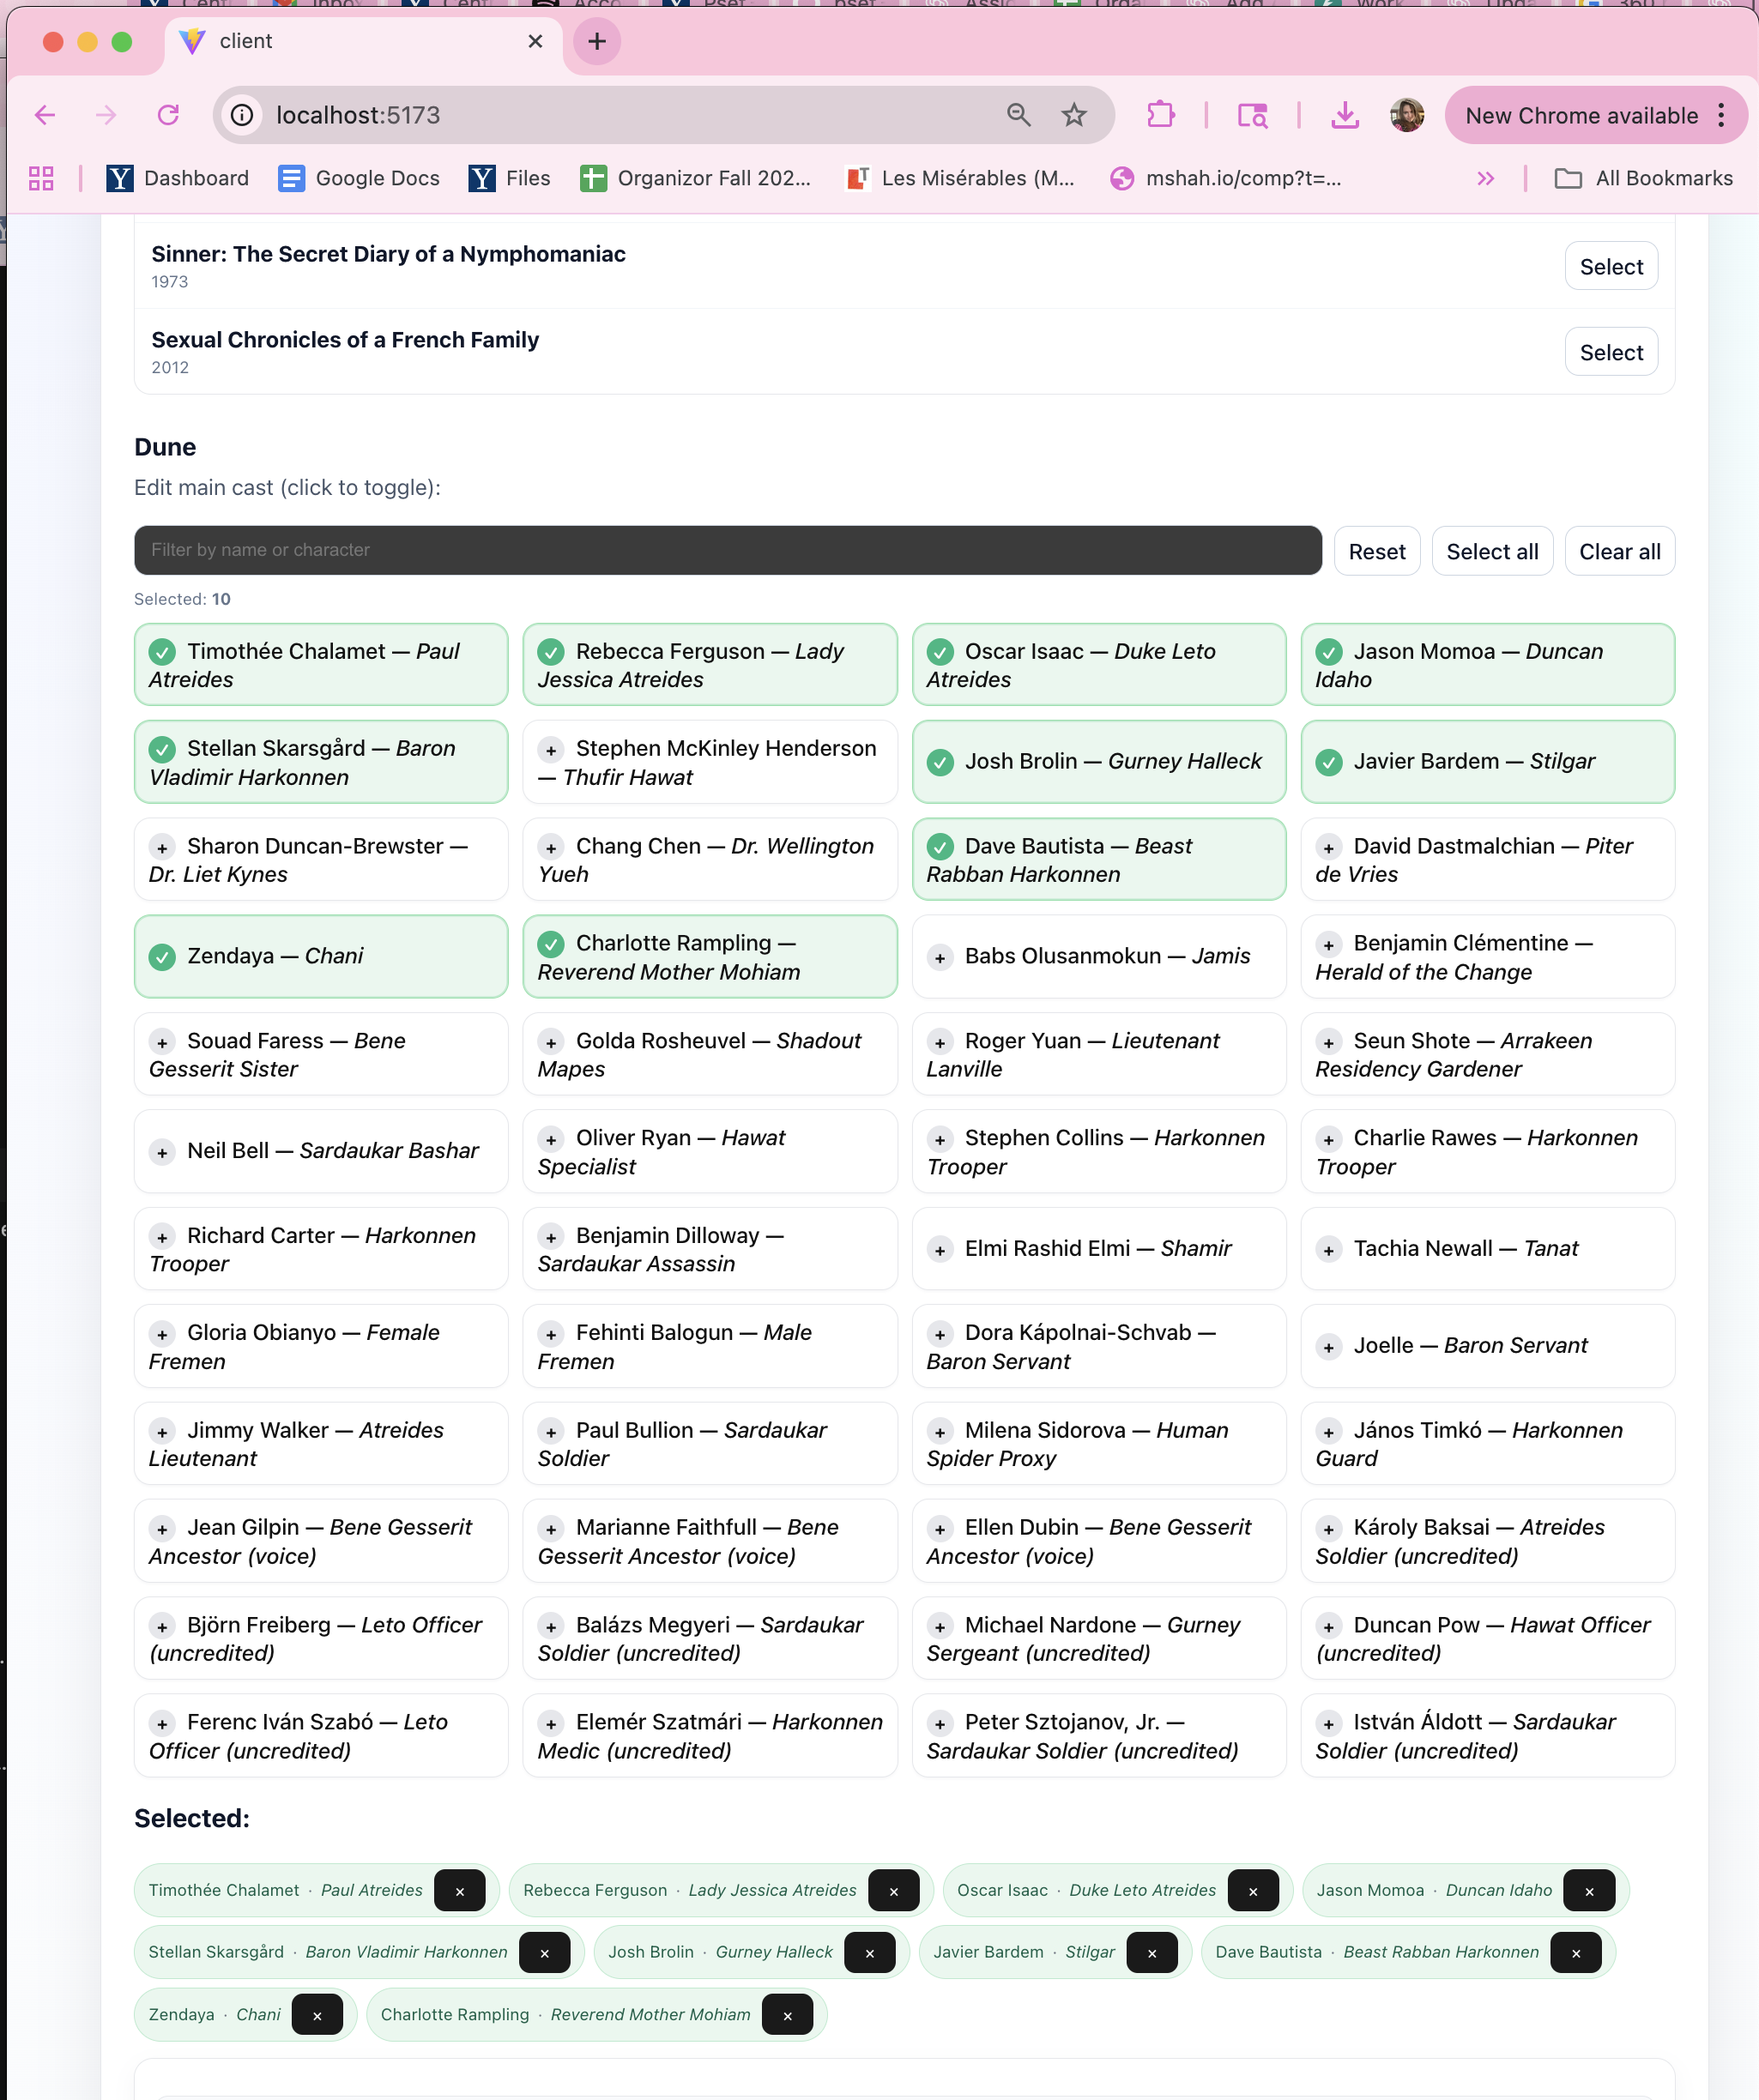 client
localhost:5173
New Chrome available
Dashboard
Google Docs
Files
Organizor Fall 202...
LT
Les Misérables (M...
mshah.io/comp?t=...
All Bookmarks
Sinner: The Secret Diary of a Nymphomaniac
1973
Select
Sexual Chronicles of a French Family
2012
Select
Dune
Edit main cast (click to toggle):
Filter by name or character
Reset
Select all
Clear all
Selected: 10
Timothée Chalamet — Paul
Atreides
Rebecca Ferguson — Lady
Jessica Atreides
Oscar Isaac — Duke Leto
Atreides
Jason Momoa — Duncan
Idaho
Stellan Skarsgård — Baron
Vladimir Harkonnen
Stephen McKinley Henderson
— Thufir Hawat
Josh Brolin — Gurney Halleck
Javier Bardem — Stilgar
Sharon Duncan-Brewster —
Dr. Liet Kynes
Chang Chen — Dr. Wellington
Yueh
Dave Bautista — Beast
Rabban Harkonnen
David Dastmalchian — Piter
de Vries
Zendaya — Chani
Charlotte Rampling —
Reverend Mother Mohiam
Babs Olusanmokun — Jamis
Benjamin Clémentine —
Herald of the Change
Souad Faress — Bene
Gesserit Sister
Golda Rosheuvel — Shadout
Mapes
Roger Yuan — Lieutenant
Lanville
Seun Shote — Arrakeen
Residency Gardener
Neil Bell — Sardaukar Bashar
Oliver Ryan — Hawat
Specialist
Stephen Collins — Harkonnen
Trooper
Charlie Rawes — Harkonnen
Trooper
Richard Carter — Harkonnen
Trooper
Benjamin Dilloway —
Sardaukar Assassin
Elmi Rashid Elmi — Shamir
Tachia Newall — Tanat
Gloria Obianyo — Female
Fremen
Fehinti Balogun — Male
Fremen
Dora Kápolnai-Schvab —
Baron Servant
Joelle — Baron Servant
Jimmy Walker — Atreides
Lieutenant
Paul Bullion — Sardaukar
Soldier
Milena Sidorova — Human
Spider Proxy
János Timkó — Harkonnen
Guard
Jean Gilpin — Bene Gesserit
Ancestor (voice)
Marianne Faithfull — Bene
Gesserit Ancestor (voice)
Ellen Dubin — Bene Gesserit
Ancestor (voice)
Károly Baksai — Atreides
Soldier (uncredited)
Björn Freiberg — Leto Officer
(uncredited)
Balázs Megyeri — Sardaukar
Soldier (uncredited)
Michael Nardone — Gurney
Sergeant (uncredited)
Duncan Pow — Hawat Officer
(uncredited)
Ferenc Iván Szabó — Leto
Officer (uncredited)
Elemér Szatmári — Harkonnen
Medic (uncredited)
Peter Sztojanov, Jr. —
Sardaukar Soldier (uncredited)
István Áldott — Sardaukar
Soldier (uncredited)
Selected:
Timothée Chalamet · Paul Atreides ×
Rebecca Ferguson · Lady Jessica Atreides ×
Oscar Isaac · Duke Leto Atreides ×
Jason Momoa · Duncan Idaho ×
Stellan Skarsgård · Baron Vladimir Harkonnen ×
Josh Brolin · Gurney Halleck ×
Javier Bardem · Stilgar ×
Dave Bautista · Beast Rabban Harkonnen ×
Zendaya · Chani ×
Charlotte Rampling · Reverend Mother Mohiam ×